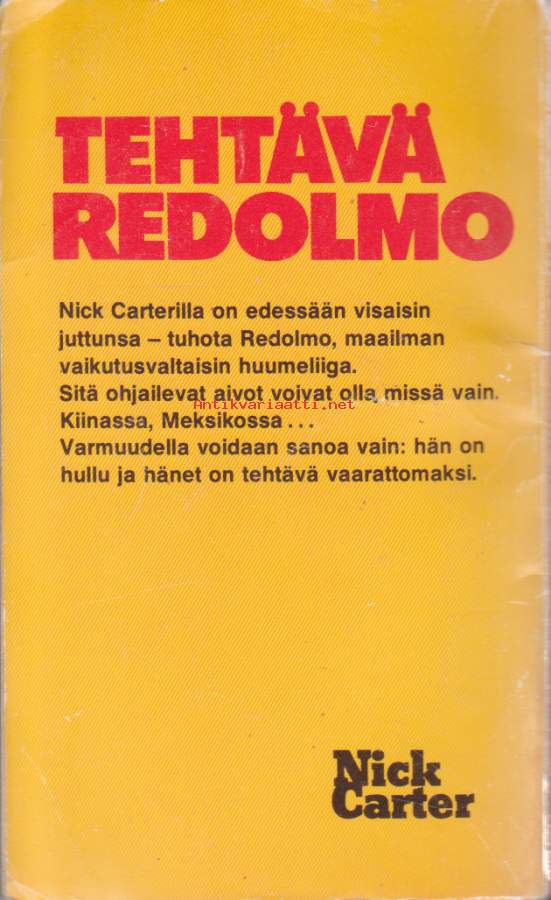 TEHTÄVÄ
REDOLMO
Nick Carterilla on edessään visaisin
juttunsa – tuhota Redolmo, maailman
vaikutusvaltaisin huumeliiga.
Sitä ohjailevat aivot voivat olla missä vain.
Antikvariaatti.net
Kiinassa, Meksikossa...
Varmuudella voidaan sanoa vain: hän on
hullu ja hänet on tehtävä vaarattomaksi.
Nick
Carter